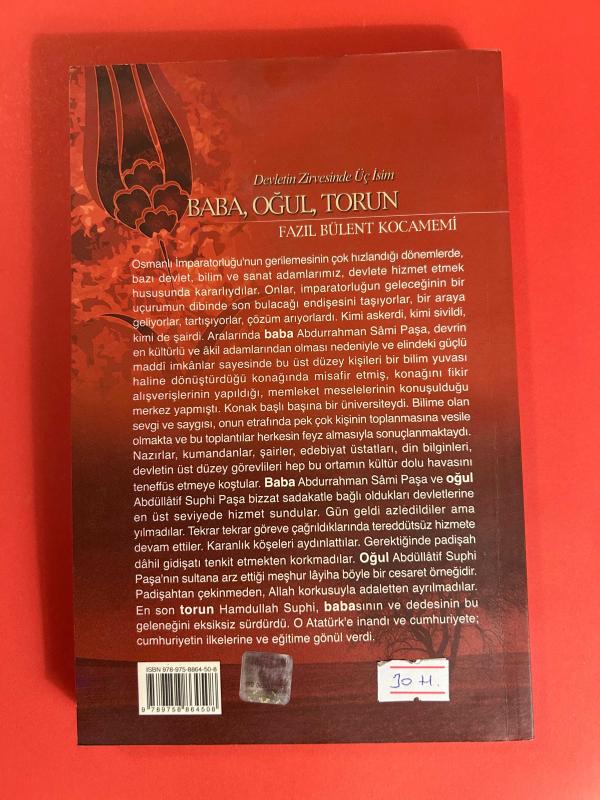 Devletin Zirvesinde Üç İsim
BABA, OĞUL, TORUN
FAZIL BÜLENT KOCAMEMİ
Osmanlı İmparatorluğu'nun gerilemesinin çok hızlandığı dönemlerde,
bazı devlet, bilim ve sanat adamlarımız, devlete hizmet etmek
hususunda kararlıydılar. Onlar, imparatorluğun geleceğinin bir
uçurumun dibinde son bulacağı endişesini taşıyorlar, bir araya
geliyorlar, tartışıyorlar, çözüm arıyorlardı. Kimi askerdi, kimi sivildi,
kimi de şairdi. Aralarında baba Abdurrahman Sâmi Paşa, devrin
en kültürlü ve âkil adamlarından olması nedeniyle ve elindeki güçlü
maddî imkânlar sayesinde bu üst düzey kişileri bir bilim yuvası
haline dönüştürdüğü konağında misafir etmiş, konağını fikir
alışverişlerinin yapıldığı, memleket meselelerinin konuşulduğu
merkez yapmıştı. Konak başlı başına bir üniversiteydi. Bilime olan
sevgi ve saygısı, onun etrafında pek çok kişinin toplanmasına vesile
olmakta ve bu toplantılar herkesin feyz almasıyla sonuçlanmaktaydı.
Nazırlar, kumandanlar, şairler, edebiyat üstatları, din bilginleri,
devletin üst düzey görevlileri hep bu ortamın kültür dolu havasını
teneffüs etmeye koştular. Baba Abdurrahman Sâmi Paşa ve oğul
Abdüllâtif Suphi Paşa bizzat sadakatle bağlı oldukları devletlerine
en üst seviyede hizmet sundular. Gün geldi azledildiler ama
yılmadılar. Tekrar tekrar göreve çağrıldıklarında tereddütsüz hizmete
devam ettiler. Karanlık köşeleri aydınlattılar. Gerektiğinde padişah
dâhil gidişatı tenkit etmekten korkmadılar. Oğul Abdüllâtif Suphi
Paşa'nın sultana arz ettiği meşhur lâyiha böyle bir cesaret örneğidir.
Padişahtan çekinmeden, Allah korkusuyla adaletten ayrılmadılar.
En son torun Hamdullah Suphi, babasının ve dedesinin bu
geleneğini eksiksiz sürdürdü. O Atatürk'e inandı ve cumhuriyete;
cumhuriyetin ilkelerine ve eğitime gönül verdi.
ISBN 978-975-8864-50-8
9 789758 864508